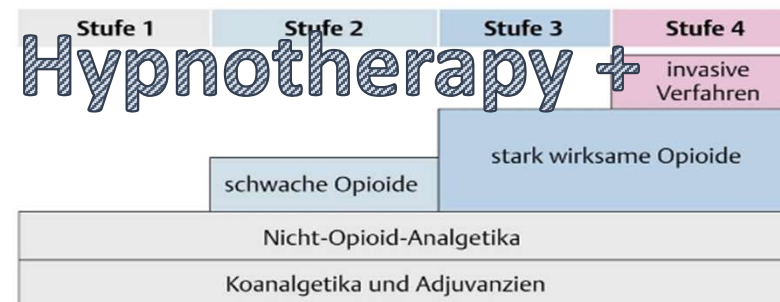 Stufe 1 Stufe 2 Stufe 3 Stufe 4
Hypnotherapy +
invasive
Verfahren
stark wirksame Opioide
schwache Opioide
Nicht-Opioid-Analgetika
Koanalgetika und Adjuvanzien